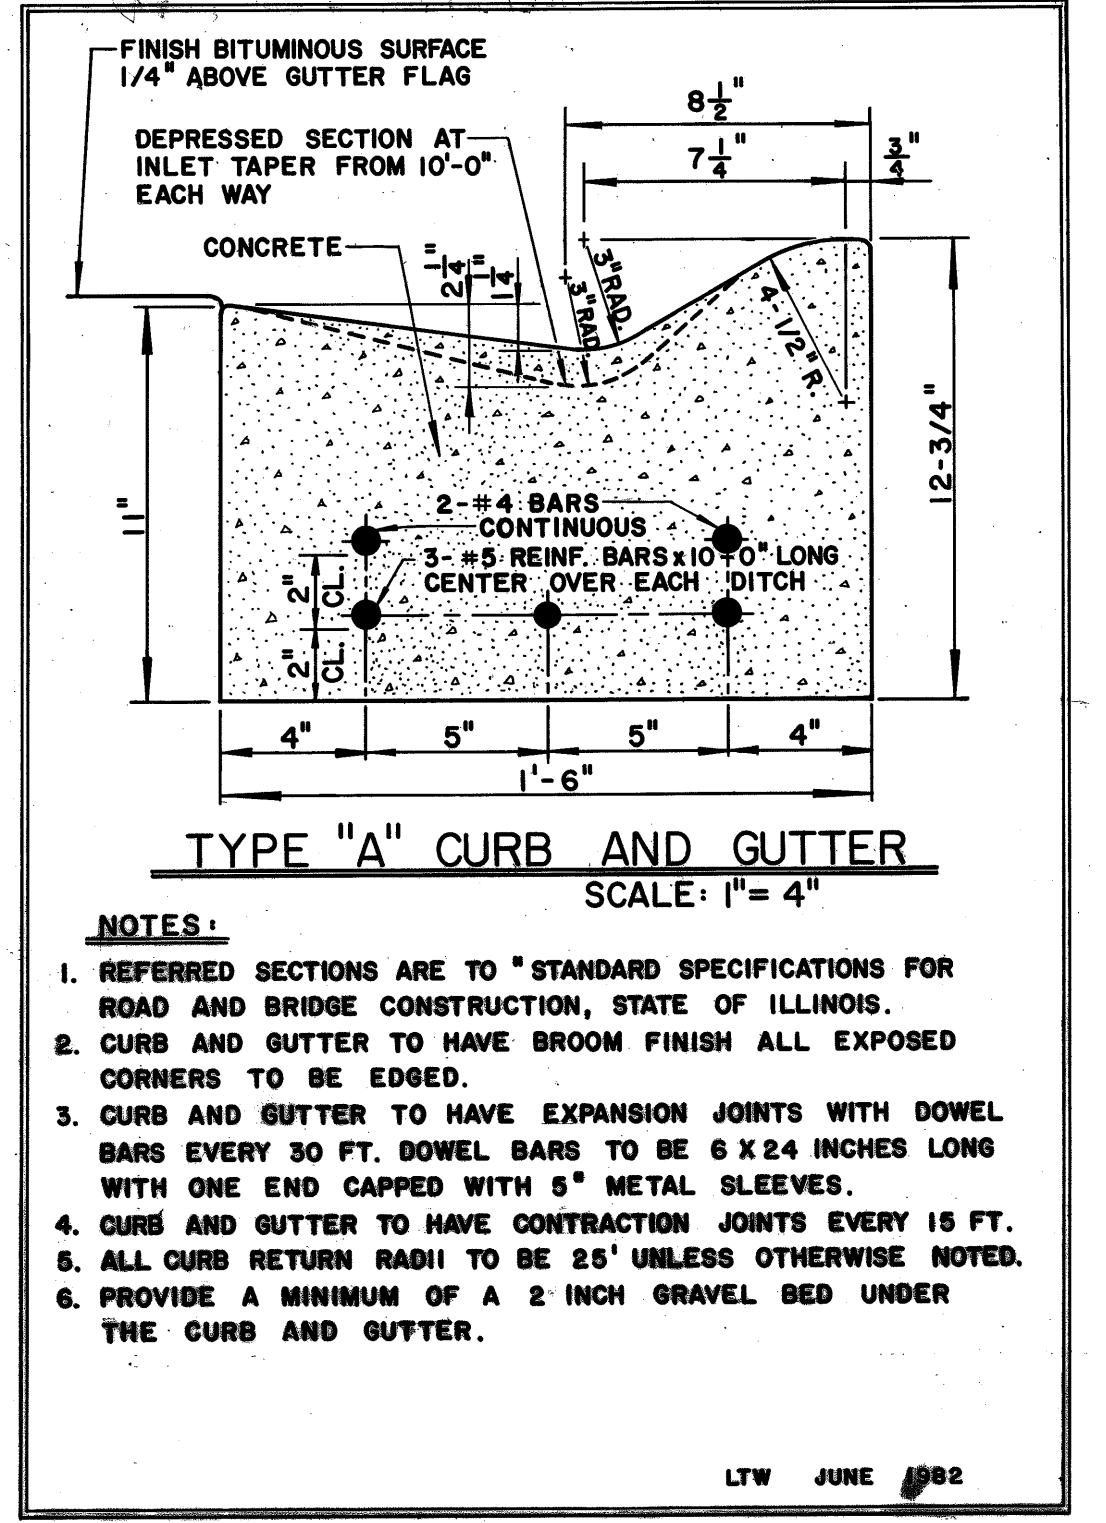 FINISH BITUMINOUS SURFACE
1/4" ABOVE GUTTER FLAG
8 1/2"
DEPRESSED SECTION AT
INLET TAPER FROM 10'-0"
EACH WAY
7 1/4"
3/4"
CONCRETE
2 1/4"
1 1/4"
3" RAD.
3" RAD.
4-1/2" R.
12-3/4"
11"
2-#4 BARS
CONTINUOUS
3-#5 REINF. BARS x 10'-0" LONG
CENTER OVER EACH DITCH
2" CL.
2" CL.
4" 5" 5" 4"
1'-6"
TYPE "A" CURB AND GUTTER
SCALE: 1"= 4"
NOTES:
1. REFERRED SECTIONS ARE TO "STANDARD SPECIFICATIONS FOR
ROAD AND BRIDGE CONSTRUCTION, STATE OF ILLINOIS.
2. CURB AND GUTTER TO HAVE BROOM FINISH ALL EXPOSED
CORNERS TO BE EDGED.
3. CURB AND GUTTER TO HAVE EXPANSION JOINTS WITH DOWEL
BARS EVERY 30 FT. DOWEL BARS TO BE 6 X 24 INCHES LONG
WITH ONE END CAPPED WITH 5" METAL SLEEVES.
4. CURB AND GUTTER TO HAVE CONTRACTION JOINTS EVERY 15 FT.
5. ALL CURB RETURN RADII TO BE 25' UNLESS OTHERWISE NOTED.
6. PROVIDE A MINIMUM OF A 2 INCH GRAVEL BED UNDER
THE CURB AND GUTTER.
LTW JUNE 1982